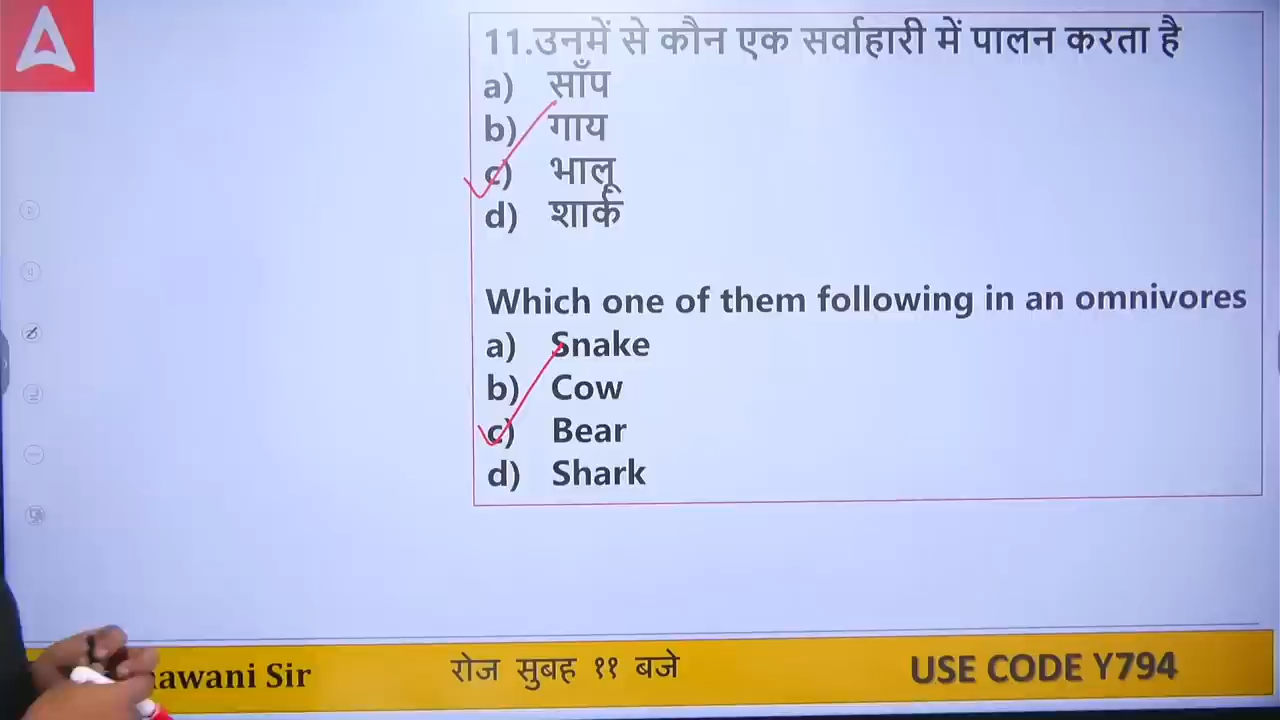 11.उनमें से कौन एक सर्वाहारी में पालन करता है
a) साँप
b) गाय
c) भालू
d) शार्क
Which one of them following in an omnivores
a) Snake
b) Cow
c) Bear
d) Shark
Sir
रोज सुबह ११ बजे
USE CODE Y794